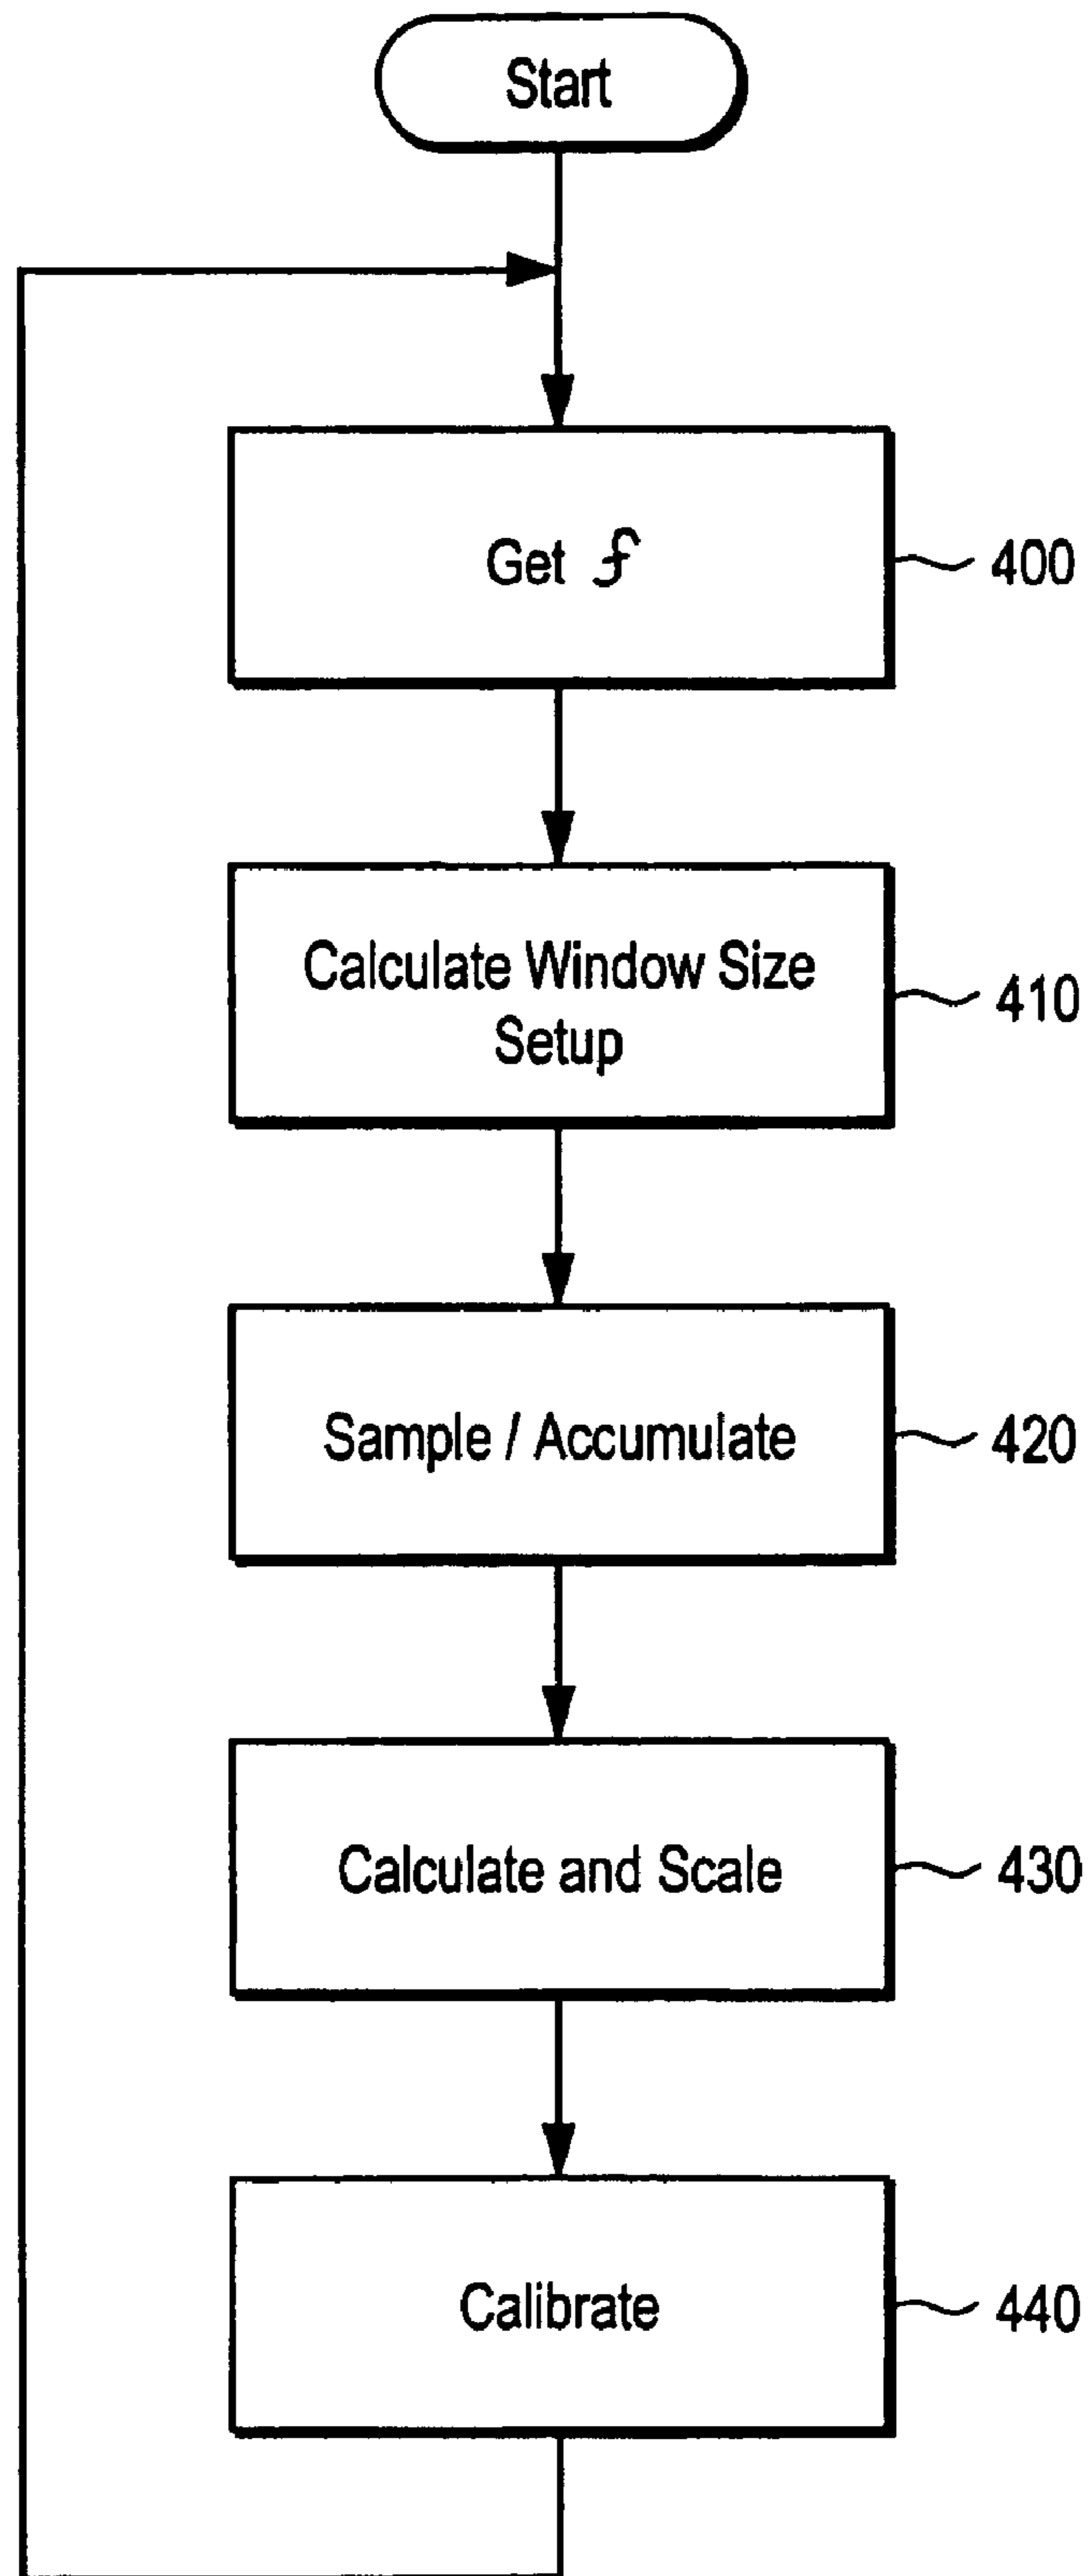 Start
Get f
400
Calculate Window Size
Setup
410
Sample / Accumulate
420
Calculate and Scale
430
Calibrate
440